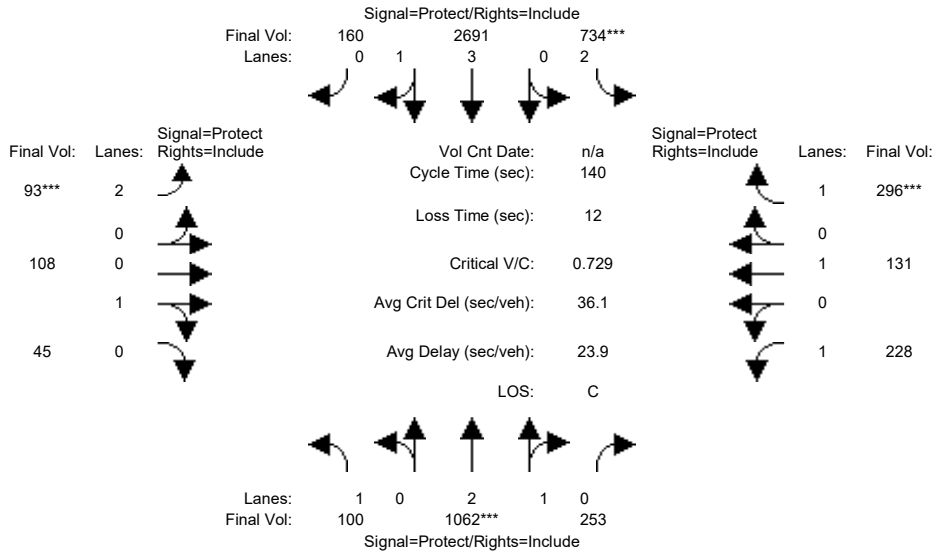 Signal=Protect/Rights=Include
Final Vol: 160 2691 734***
Lanes: 0 1 3 0 2
Signal=Protect Signal=Protect
Final Vol: Lanes: Rights=Include Vol Cnt Date: n/a Rights=Include Lanes: Final Vol:
Cycle Time (sec): 140
93*** 2 1 296***
Loss Time (sec): 12
0 0
108 0 Critical V/C: 0.729 1 131
1 Avg Crit Del (sec/veh): 36.1 0
45 0 Avg Delay (sec/veh): 23.9 1 228
LOS: C
Lanes: 1 0 2 1 0
Final Vol: 100 1062*** 253
Signal=Protect/Rights=Include